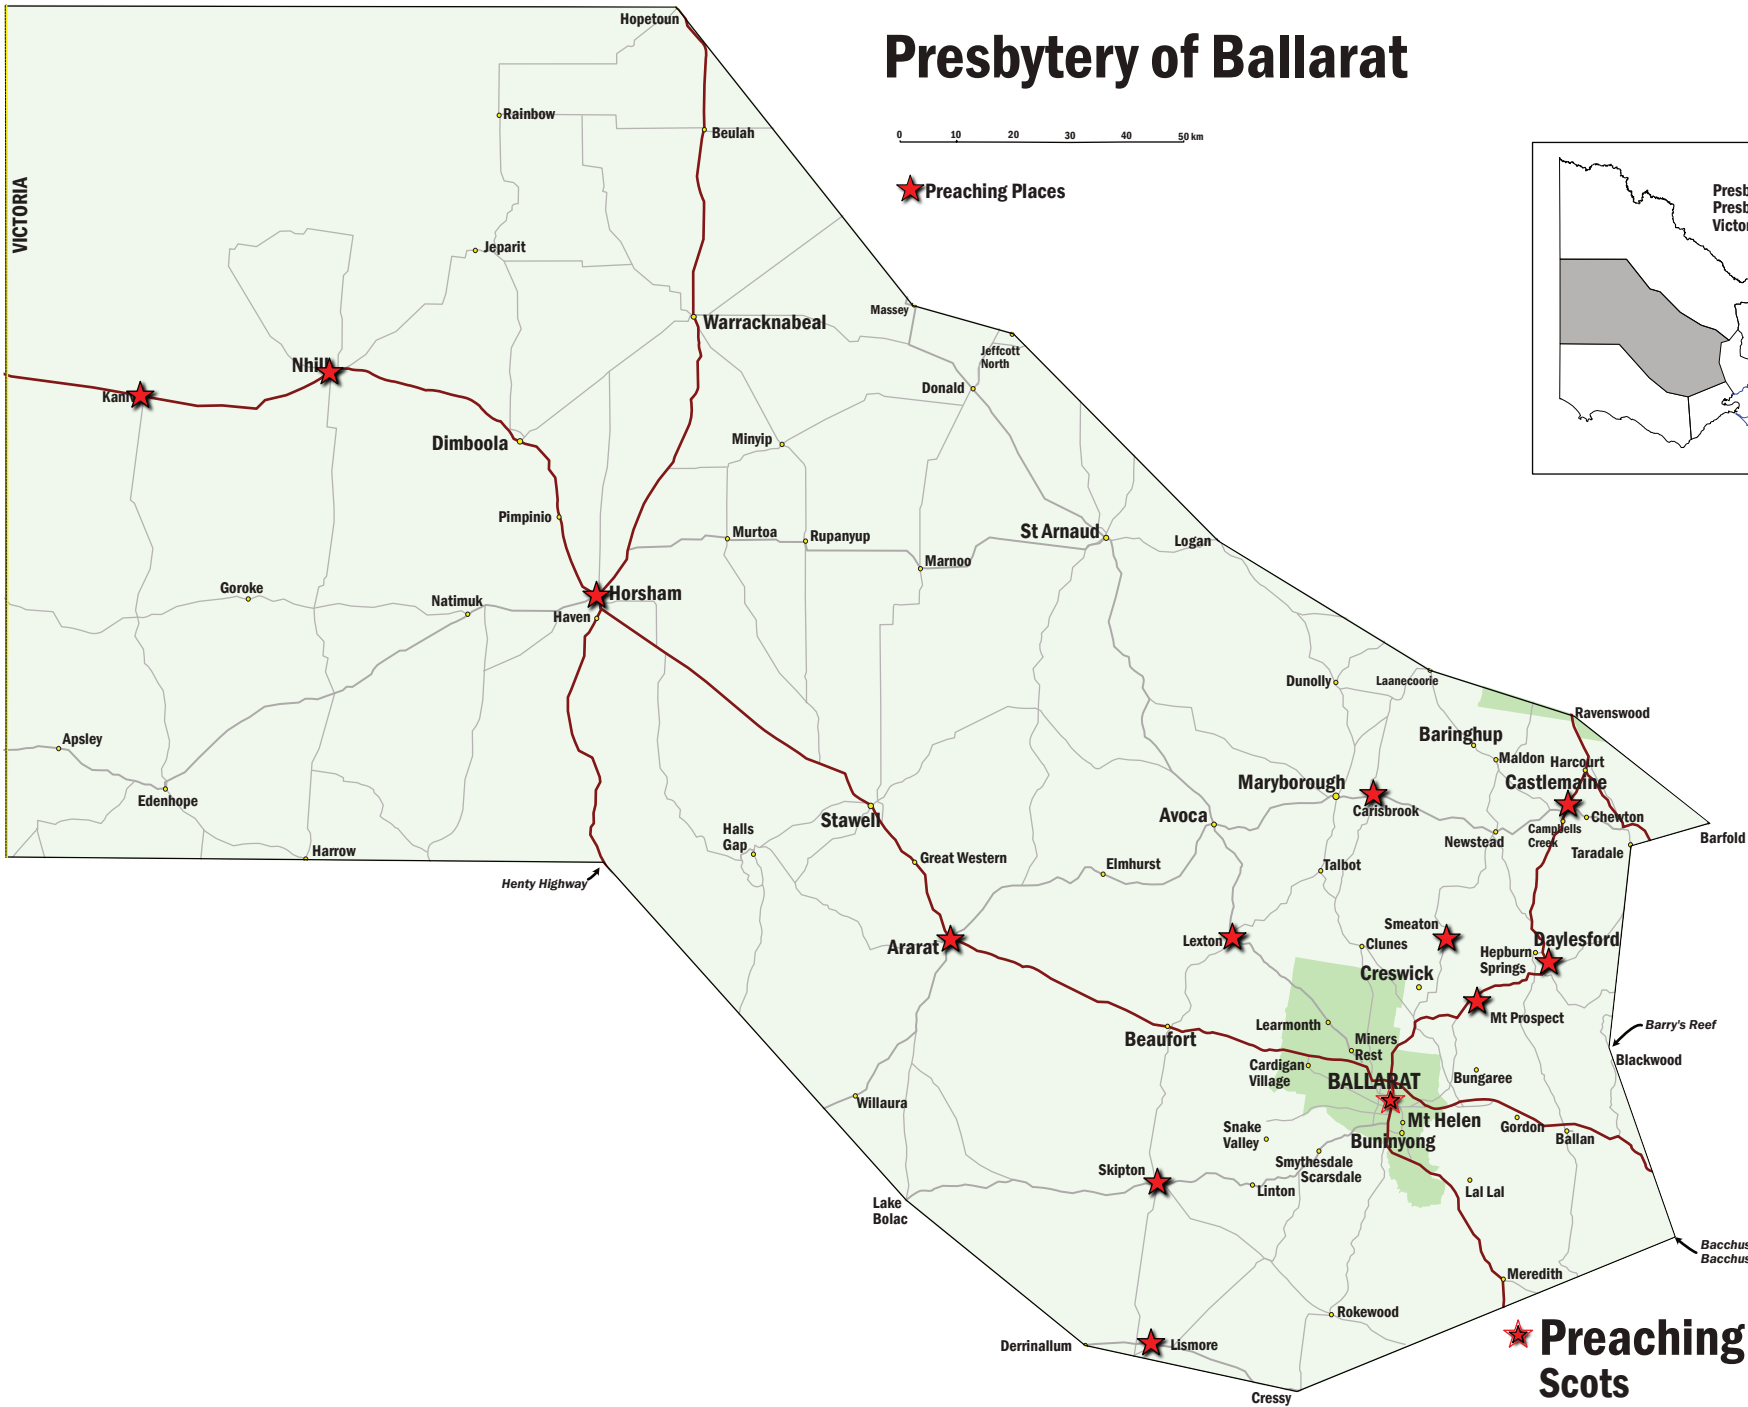 Presbytery of Ballarat
0 10 20 30 40 50 km
Preaching Places
VICTORIA
Hopetoun
Rainbow
Beulah
Jeparit
Massey
Warracknabeal
Jeffcott
North
Nhill
Donald
Dimboola
Minyip
Pimpinio
Murtoa
Rupanyup
St Arnaud
Logan
Marnoo
Goroke
Natimuk
Horsham
Haven
Dunolly
Laanecoorie
Ravenswood
Apsley
Baringhup
Maldon
Harcourt
Edenhope
Maryborough
Castlemaine
Carisbrook
Stawell
Avoca
Chewton
Campbells
Creek
Newstead
Taradale
Barfold
Halls
Gap
Harrow
Great Western
Elmhurst
Talbot
Henty Highway
Smeaton
Ararat
Lexton
Clunes
Hepburn
Springs
Daylesford
Creswick
Mt Prospect
Learmonth
Barry's Reef
Beaufort
Miners
Rest
Blackwood
Cardigan
Village
BALLARAT
Bungaree
Willaura
Mt Helen
Gordon
Ballan
Snake
Valley
Buninyong
Smythesdale
Scarsdale
Skipton
Linton
Lal Lal
Lake
Bolac
Meredith
Rokewood
Derrinallum
Lismore
Cressy
Preaching
Scots